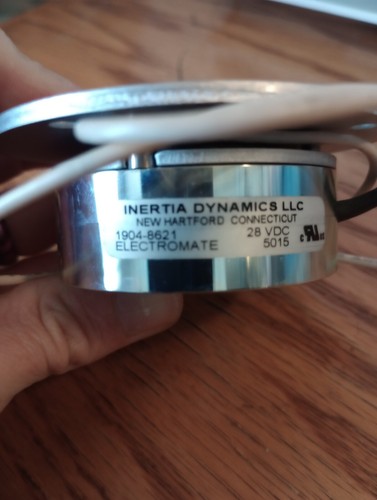 INERTIA DYNAMICS LLC
NEW HARTFORD CONNECTICUT
1904-8621 28 VDC
ELECTROMATE 5015